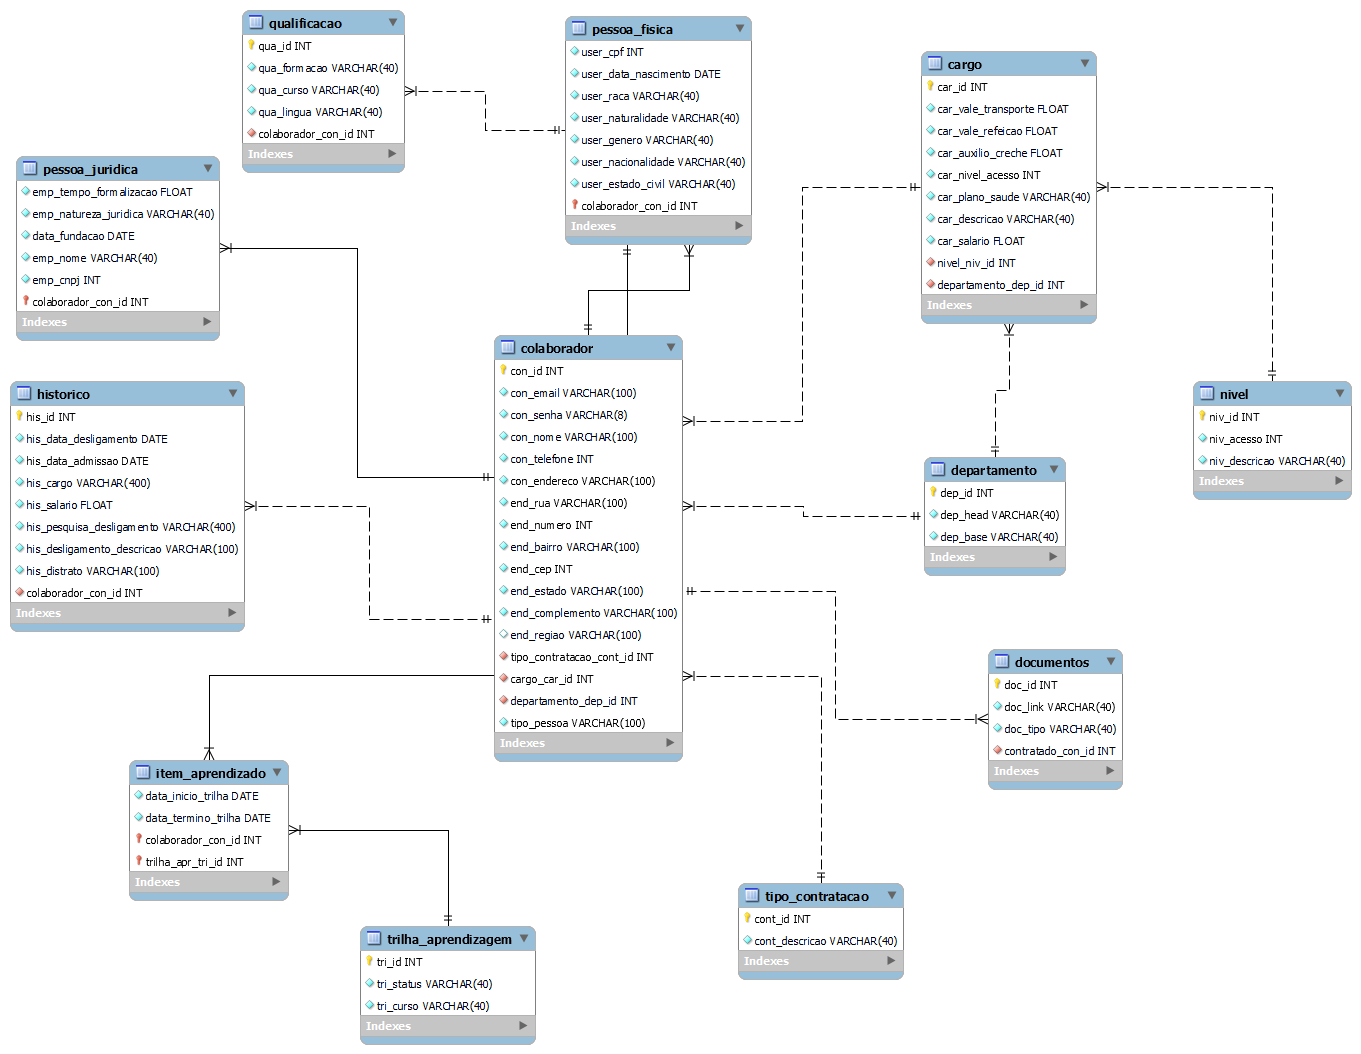 qualificacao
qua_id INT
qua_formacao VARCHAR(40)
qua_curso VARCHAR(40)
qua_lingua VARCHAR(40)
colaborador_con_id INT
Indexes
pessoa_fisica
user_cpf INT
user_data_nascimento DATE
user_raca VARCHAR(40)
user_naturalidade VARCHAR(40)
user_genero VARCHAR(40)
user_nacionalidade VARCHAR(40)
user_estado_civil VARCHAR(40)
colaborador_con_id INT
Indexes
cargo
car_id INT
car_vale_transporte FLOAT
car_vale_refeicao FLOAT
car_auxilio_creche FLOAT
car_nivel_acesso INT
car_plano_saude VARCHAR(40)
car_descricao VARCHAR(40)
car_salario FLOAT
nivel_niv_id INT
departamento_dep_id INT
Indexes
pessoa_juridica
emp_tempo_formalizacao FLOAT
emp_natureza_juridica VARCHAR(40)
data_fundacao DATE
emp_nome VARCHAR(40)
emp_cnpj INT
colaborador_con_id INT
Indexes
colaborador
con_id INT
con_email VARCHAR(100)
con_senha VARCHAR(8)
con_nome VARCHAR(100)
con_telefone INT
con_endereco VARCHAR(100)
end_rua VARCHAR(100)
end_numero INT
end_bairro VARCHAR(100)
end_cep INT
end_estado VARCHAR(100)
end_complemento VARCHAR(100)
end_regiao VARCHAR(100)
tipo_contratacao_cont_id INT
cargo_car_id INT
departamento_dep_id INT
tipo_pessoa VARCHAR(100)
Indexes
historico
his_id INT
his_data_desligamento DATE
his_data_admissao DATE
his_cargo VARCHAR(400)
his_salario FLOAT
his_pesquisa_desligamento VARCHAR(400)
his_desligamento_descricao VARCHAR(100)
his_distrato VARCHAR(100)
colaborador_con_id INT
Indexes
nivel
niv_id INT
niv_acesso INT
niv_descricao VARCHAR(40)
Indexes
departamento
dep_id INT
dep_head VARCHAR(40)
dep_base VARCHAR(40)
Indexes
documentos
doc_id INT
doc_link VARCHAR(40)
doc_tipo VARCHAR(40)
contratado_con_id INT
Indexes
item_aprendizado
data_inicio_trilha DATE
data_termino_trilha DATE
colaborador_con_id INT
trilha_apr_tri_id INT
Indexes
tipo_contratacao
cont_id INT
cont_descricao VARCHAR(40)
Indexes
trilha_aprendizagem
tri_id INT
tri_status VARCHAR(40)
tri_curso VARCHAR(40)
Indexes